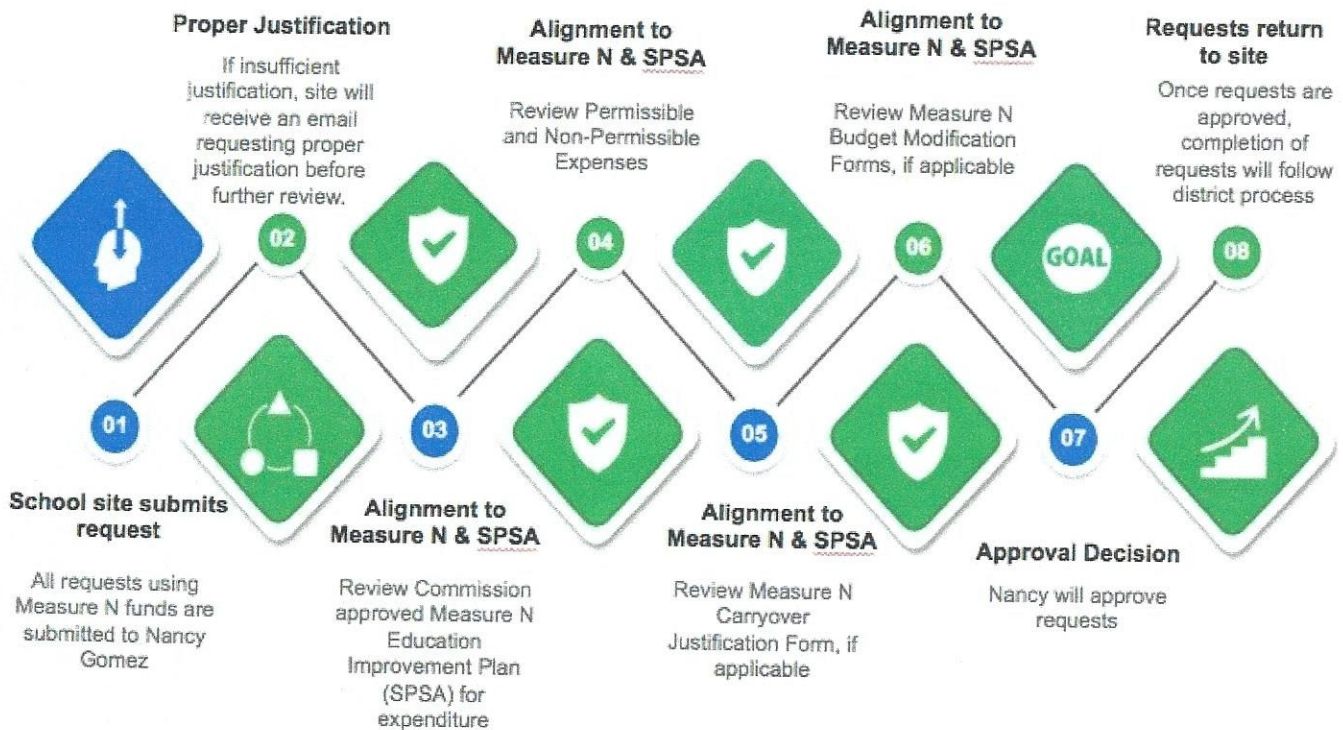 01
School site submits
request
All requests using
Measure N funds are
submitted to Nancy
Gomez
Proper Justification
If insufficient
justification, site will
receive an email
requesting proper
justification before
further review.
02
03
Alignment to
Measure N & SPSA
Review Commission
approved Measure N
Education
Improvement Plan
(SPSA) for
expenditure
Alignment to
Measure N & SPSA
Review Permissible
and Non-Permissible
Expenses
04
05
Alignment to
Measure N & SPSA
Review Measure N
Carryover
Justification Form, if
applicable
Alignment to
Measure N & SPSA
Review Measure N
Budget Modification
Forms, if applicable
06
GOAL
07
Approval Decision
Nancy will approve
requests
Requests return
to site
Once requests are
approved,
completion of
requests will follow
district process
08